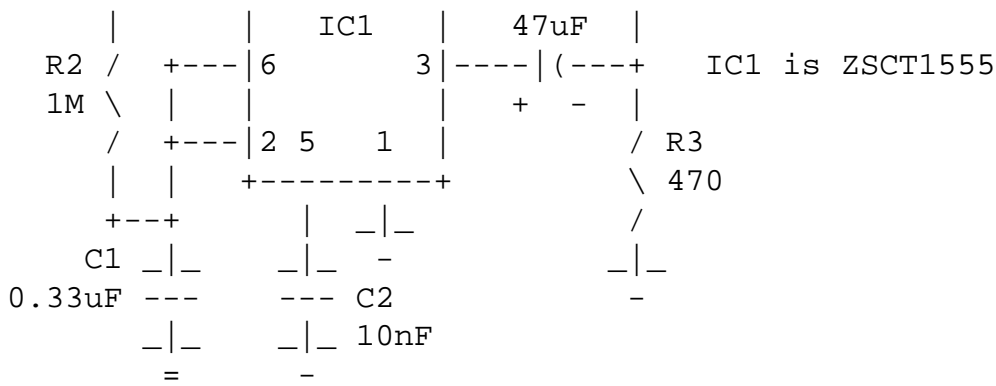 IC1 47uF
R2 6 3 IC1 is ZSCT1555
1M + -
2 5 1 R3
470
C1
0.33uF C2
10nF